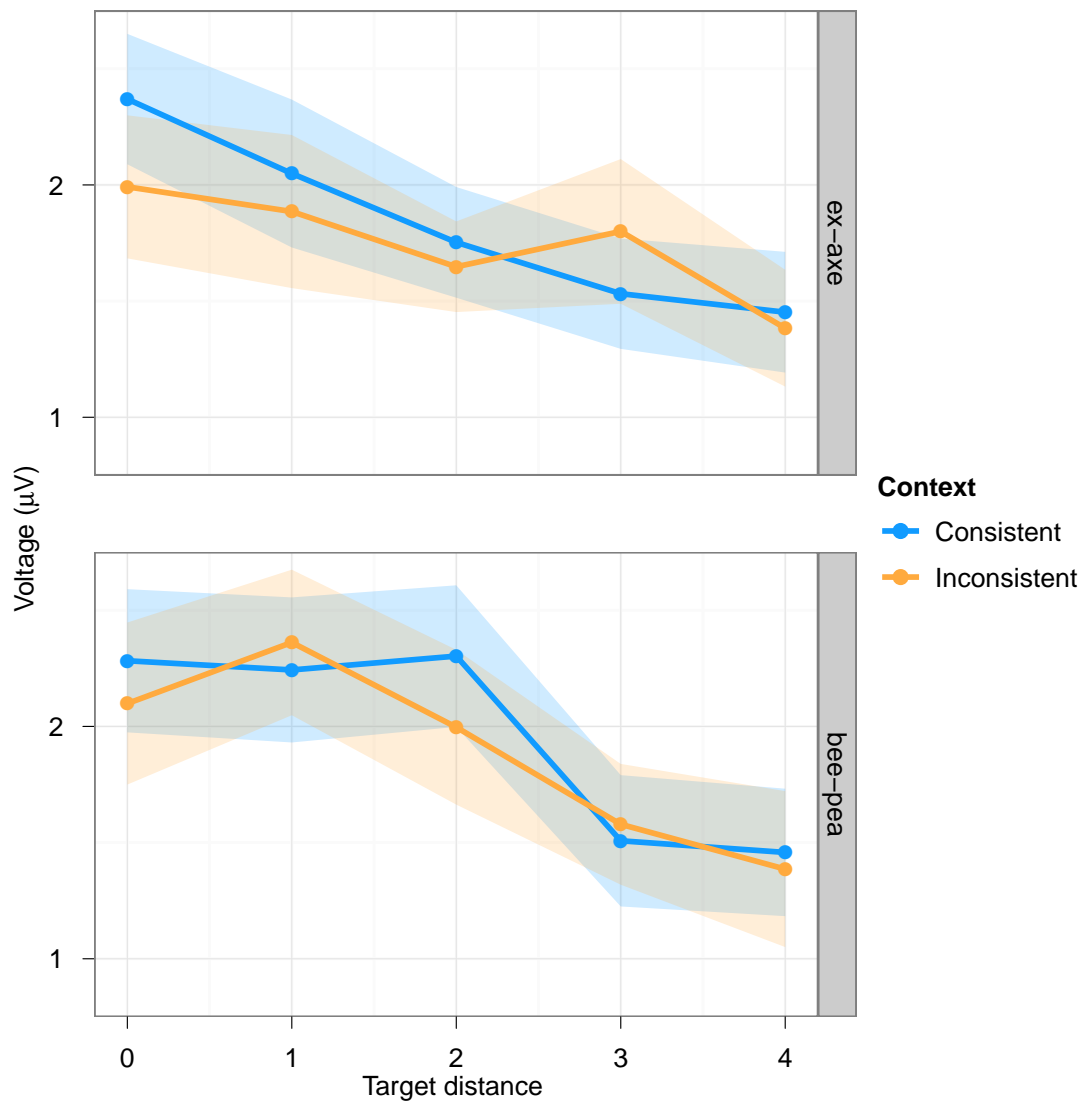 2
1
ex−axe
Voltage (μV)
2
1
bee−pea
0 1 2 3 4
Target distance
Context
Consistent
Inconsistent